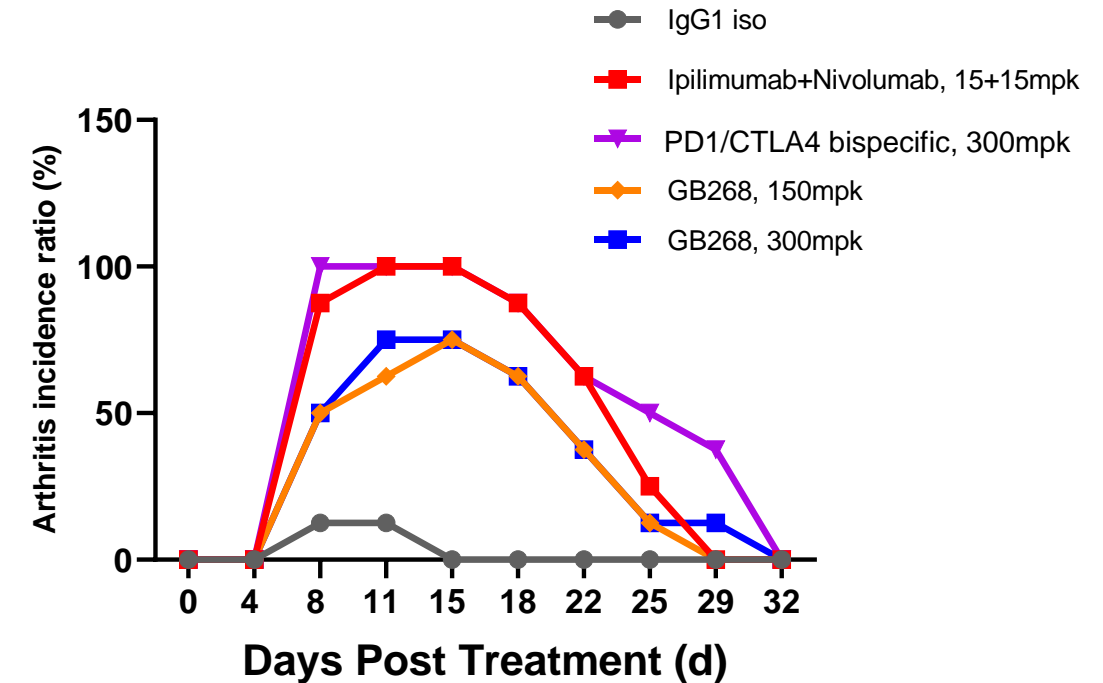 IgG1 iso
Ipilimumab+Nivolumab, 15+15mpk
PD1/CTLA4 bispecific, 300mpk
GB268, 150mpk
GB268, 300mpk
Arthritis incidence ratio (%)
150
100
50
0
0 4 8 11 15 18 22 25 29 32
Days Post Treatment (d)